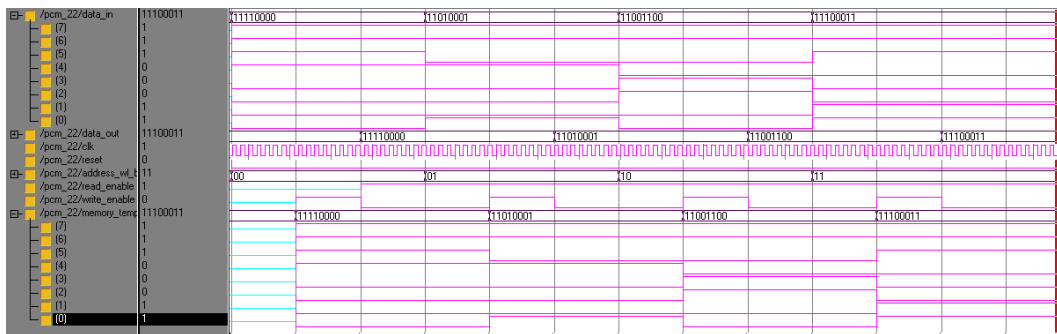 /pcm_22/data_in 11100011 11110000 11010001 11001100 11100011
(7) 1
(6) 1
(5) 1
(4) 0
(3) 0
(2) 0
(1) 1
(0) 1
/pcm_22/data_out 11100011 11110000 11010001 11001100 11100011
/pcm_22/clk 1
/pcm_22/reset 0
/pcm_22/address_wl_b 11 00 01 10 11
/pcm_22/read_enable 1
/pcm_22/write_enable 0
/pcm_22/memory_temp 11100011 11110000 11010001 11001100 11100011
(7) 1
(6) 1
(5) 1
(4) 0
(3) 0
(2) 0
(1) 1
(0) 1